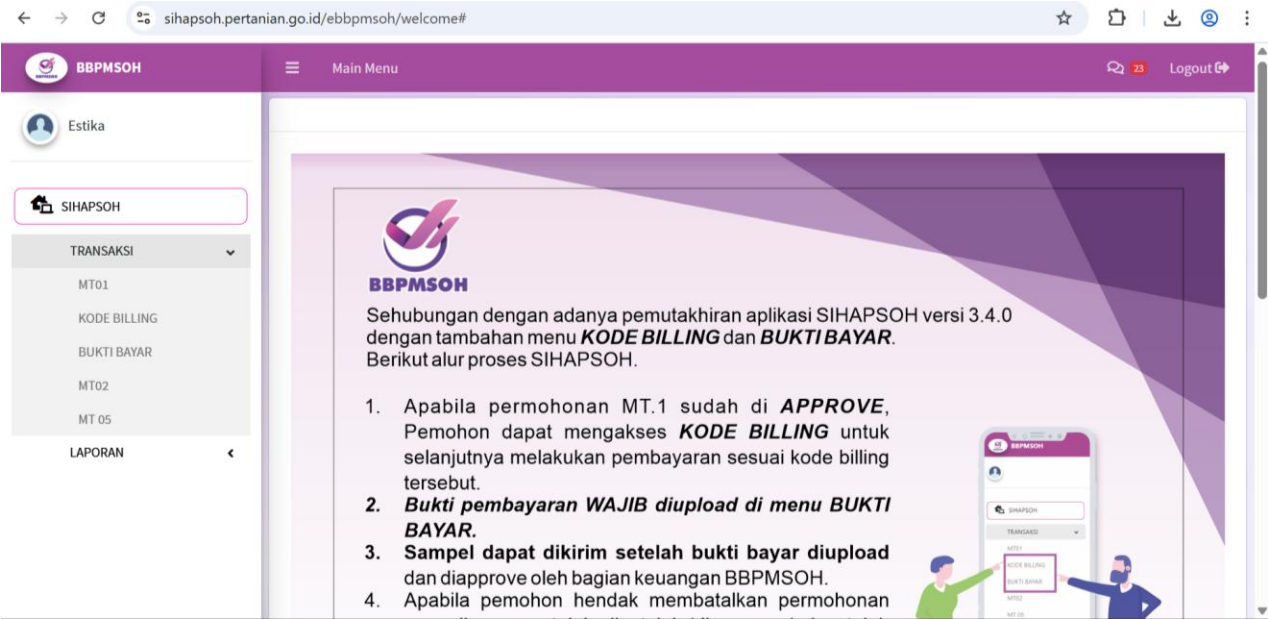 sihapsoh.pertanian.go.id/ebbpmsoh/welcome#
BBPMSOH
Main Menu
23
Logout
Estika
SIHAPSOH
TRANSAKSI
MT01
KODE BILLING
BUKTI BAYAR
MT02
MT 05
LAPORAN
BBPMSOH
Sehubungan dengan adanya pemutakhiran aplikasi SIHAPSOH versi 3.4.0
dengan tambahan menu KODE BILLING dan BUKTI BAYAR.
Berikut alur proses SIHAPSOH.
1. Apabila permohonan MT.1 sudah di APPROVE,
Pemohon dapat mengakses KODE BILLING untuk
selanjutnya melakukan pembayaran sesuai kode billing
tersebut.
2. Bukti pembayaran WAJIB diupload di menu BUKTI
BAYAR.
3. Sampel dapat dikirim setelah bukti bayar diupload
dan diapprove oleh bagian keuangan BBPMSOH.
4. Apabila pemohon hendak membatalkan permohonan
BBPMSOH
SIHAPSOH
TRANSAKSI
MT01
KODE BILLING
BUKTI BAYAR
MT02
MT 05